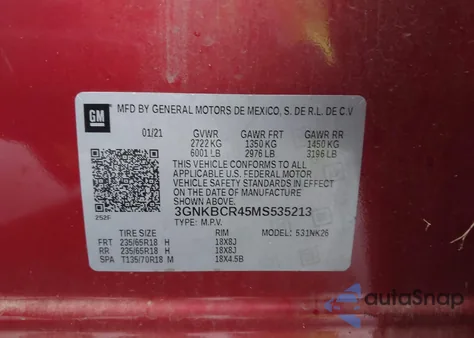 GM
MFD BY GENERAL MOTORS DE MEXICO, S. DE R.L. DE C.V
01/21 GVWR GAWR FRT GAWR RR
2722 KG 1350 KG 1450 KG
6001 LB 2976 LB 3196 LB
THIS VEHICLE CONFORMS TO ALL
APPLICABLE U.S. FEDERAL MOTOR
VEHICLE SAFETY STANDARDS IN
EFFECT ON THE DATE OF
MANUFACTURE SHOWN ABOVE.
252F
3GNKBCR45MS535213
TYPE: M.P.V. MODEL: 531NK26
TIRE SIZE RIM
FRT 235/65R18 H 18X8J
RR 235/65R18 H 18X8J
SPA T135/70R18 M 18X4.5B
autoSnap